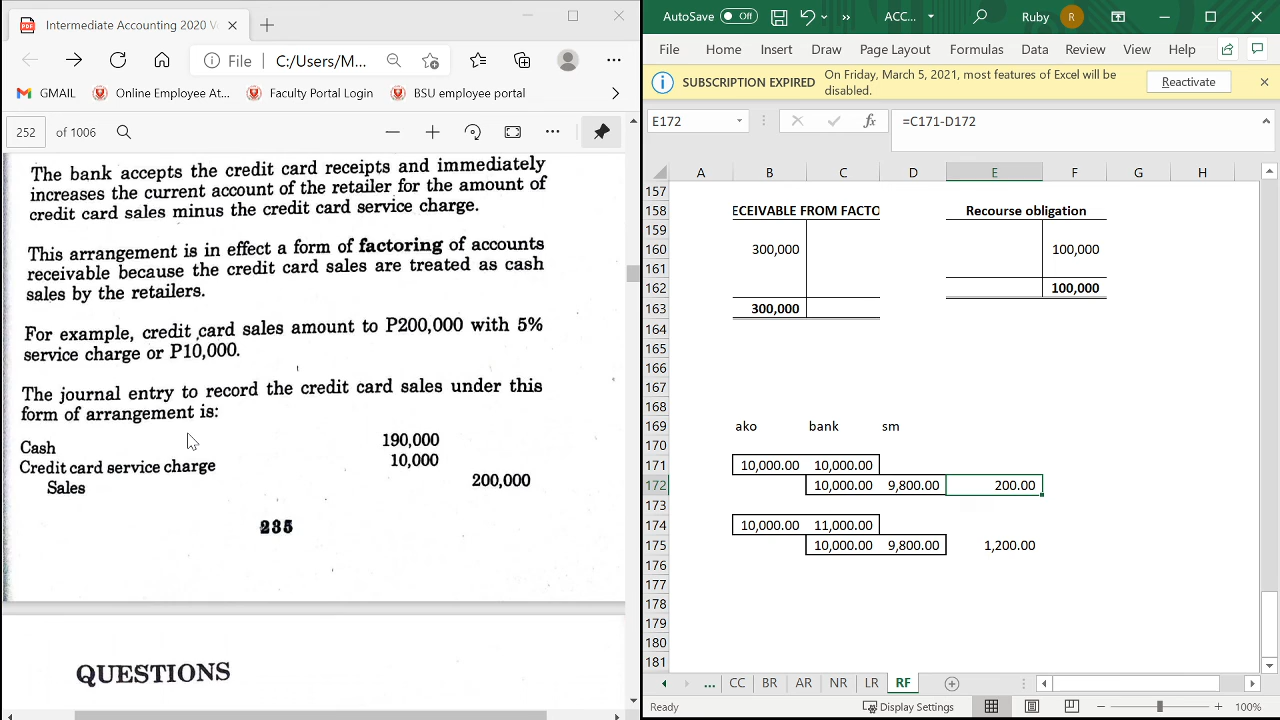 Intermediate Accounting 2020 V
File
C:/Users/M...
GMAIL
Online Employee At...
Faculty Portal Login
BSU employee portal
252 of 1006
The bank accepts the credit card receipts and immediately
increases the current account of the retailer for the amount of
credit card sales minus the credit card service charge.
This arrangement is in effect a form of factoring of accounts
receivable because the credit card sales are treated as cash
sales by the retailers.
For example, credit card sales amount to P200,000 with 5%
service charge or P10,000.
The journal entry to record the credit card sales under this
form of arrangement is:
Cash 190,000
Credit card service charge 10,000
Sales 200,000
235
QUESTIONS
AutoSave Off ACC... Ruby R
File Home Insert Draw Page Layout Formulas Data Review View Help
SUBSCRIPTION EXPIRED On Friday, March 5, 2021, most features of Excel will be
disabled.
Reactivate
E172 fx =C171-D172
A B C D E F G H
157
158 ECEIVABLE FROM FACTO Recourse obligation
159
160 300,000 100,000
161
162 100,000
163 300,000
164
165
166
167
168
169 ako bank sm
170
171 10,000.00 10,000.00
172 10,000.00 9,800.00 200.00
173
174 10,000.00 11,000.00
175 10,000.00 9,800.00 1,200.00
176
177
178
179
180
181
... CC BR AR NR LR RF
Ready Display Settings 100%